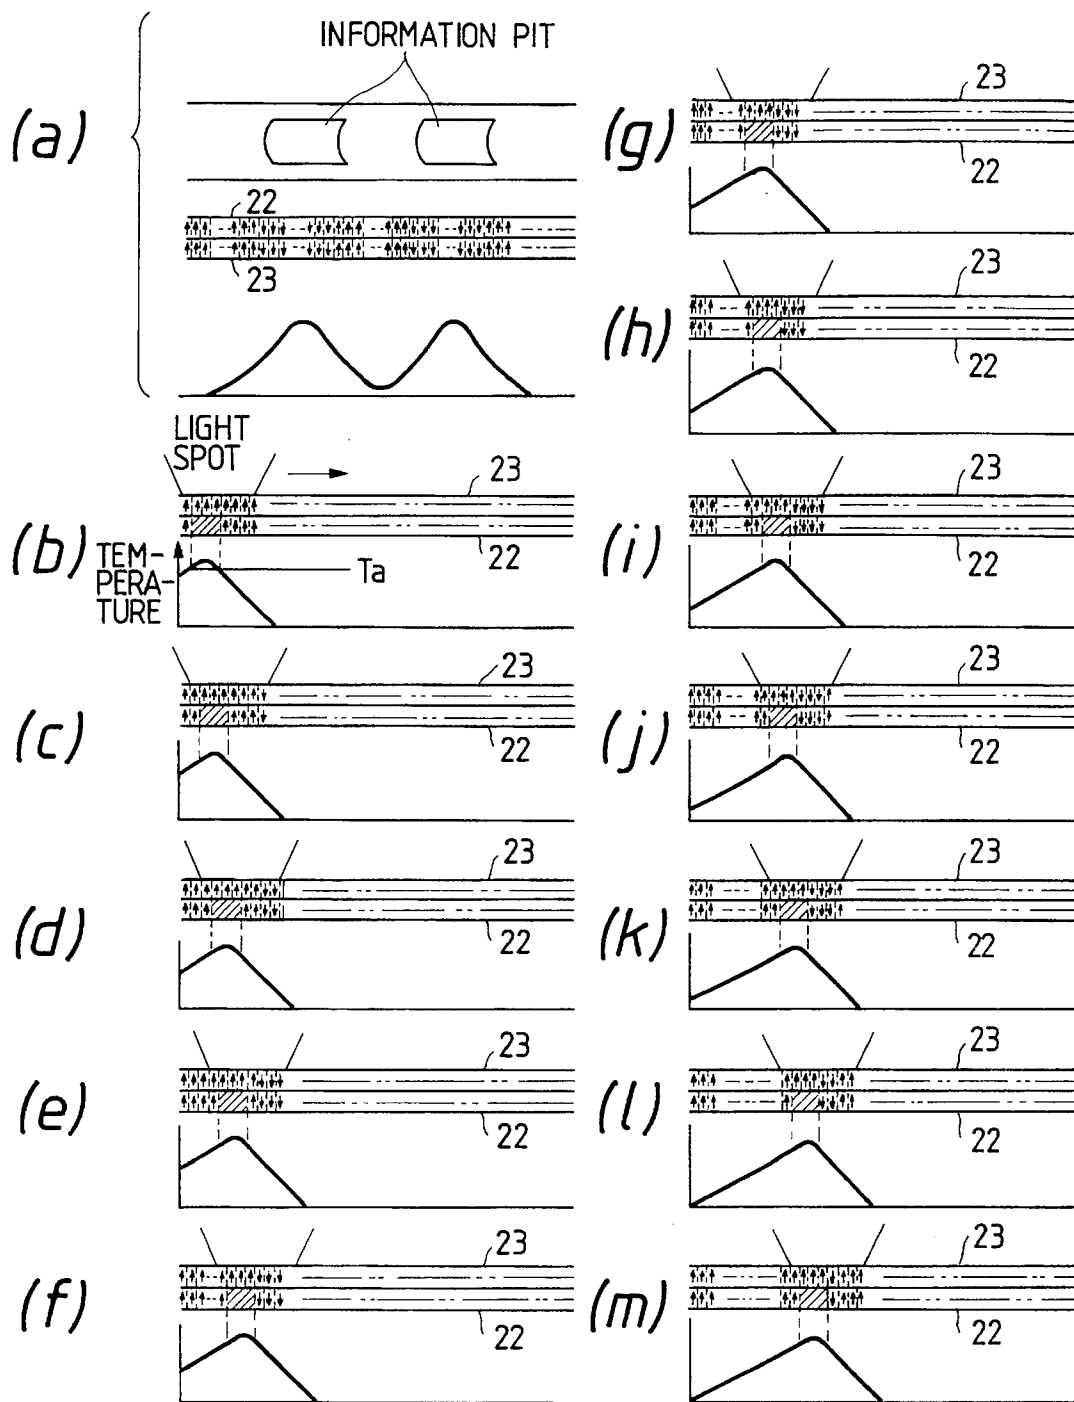 INFORMATION PIT
(a)
22
23
LIGHT
SPOT
23
(b)
22
TEM-
PERA-
TURE
Ta
23
(c)
22
23
(d)
22
23
(e)
22
23
(f)
22
23
(g)
22
23
(h)
22
23
(i)
22
23
(j)
22
23
(k)
22
23
(l)
22
23
(m)
22